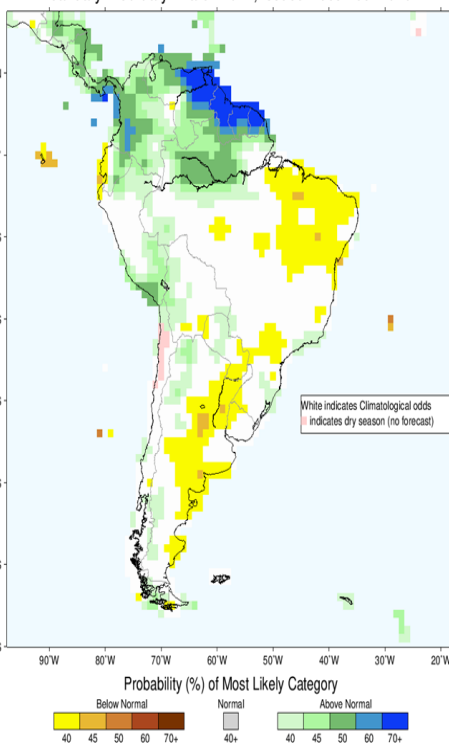 White indicates Climatological odds
indicates dry season (no forecast)
90°W 80°W 70°W 60°W 50°W 40°W 30°W 20°W
Probability (%) of Most Likely Category
Below Normal Normal Above Normal
40 45 50 60 70+ 40+ 40 45 50 60 70+